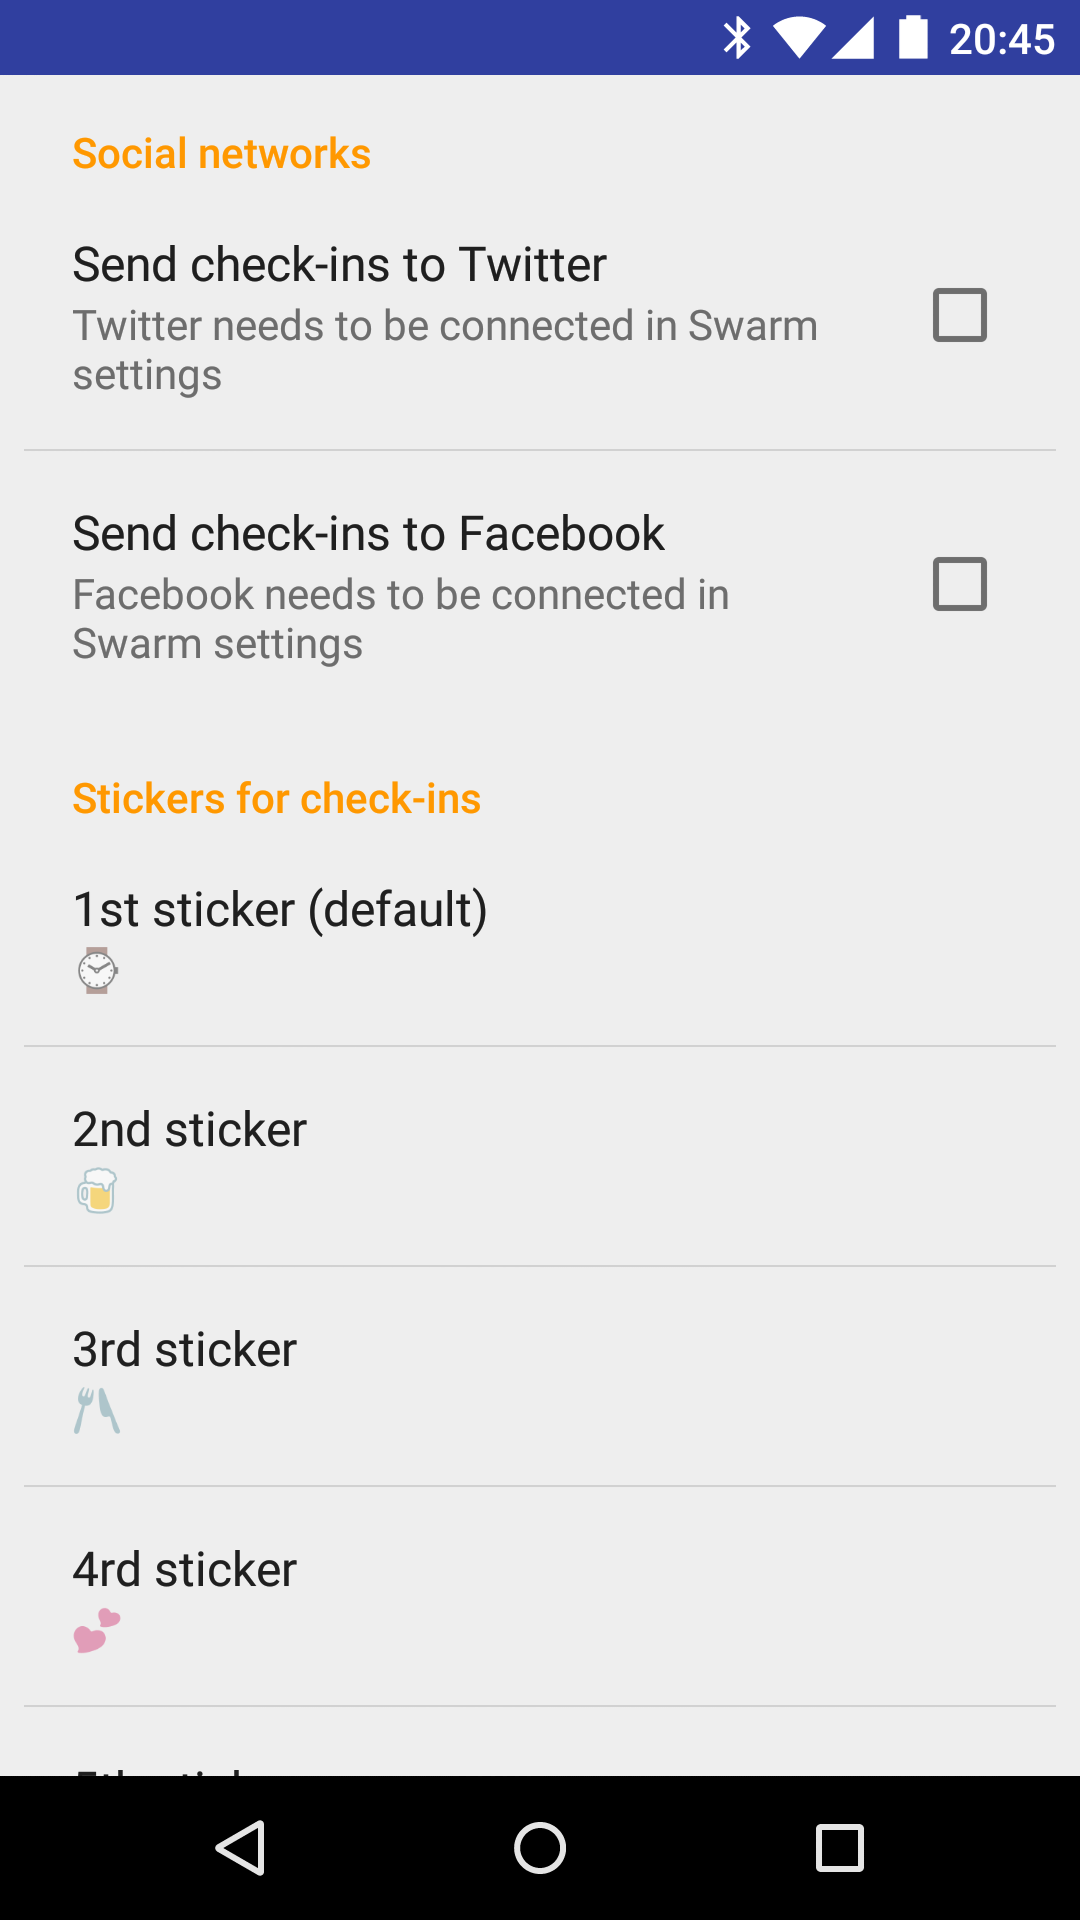 20:45
Social networks
Send check-ins to Twitter
Twitter needs to be connected in Swarm
settings
Send check-ins to Facebook
Facebook needs to be connected in
Swarm settings
Stickers for check-ins
1st sticker (default)
2nd sticker
3rd sticker
4rd sticker